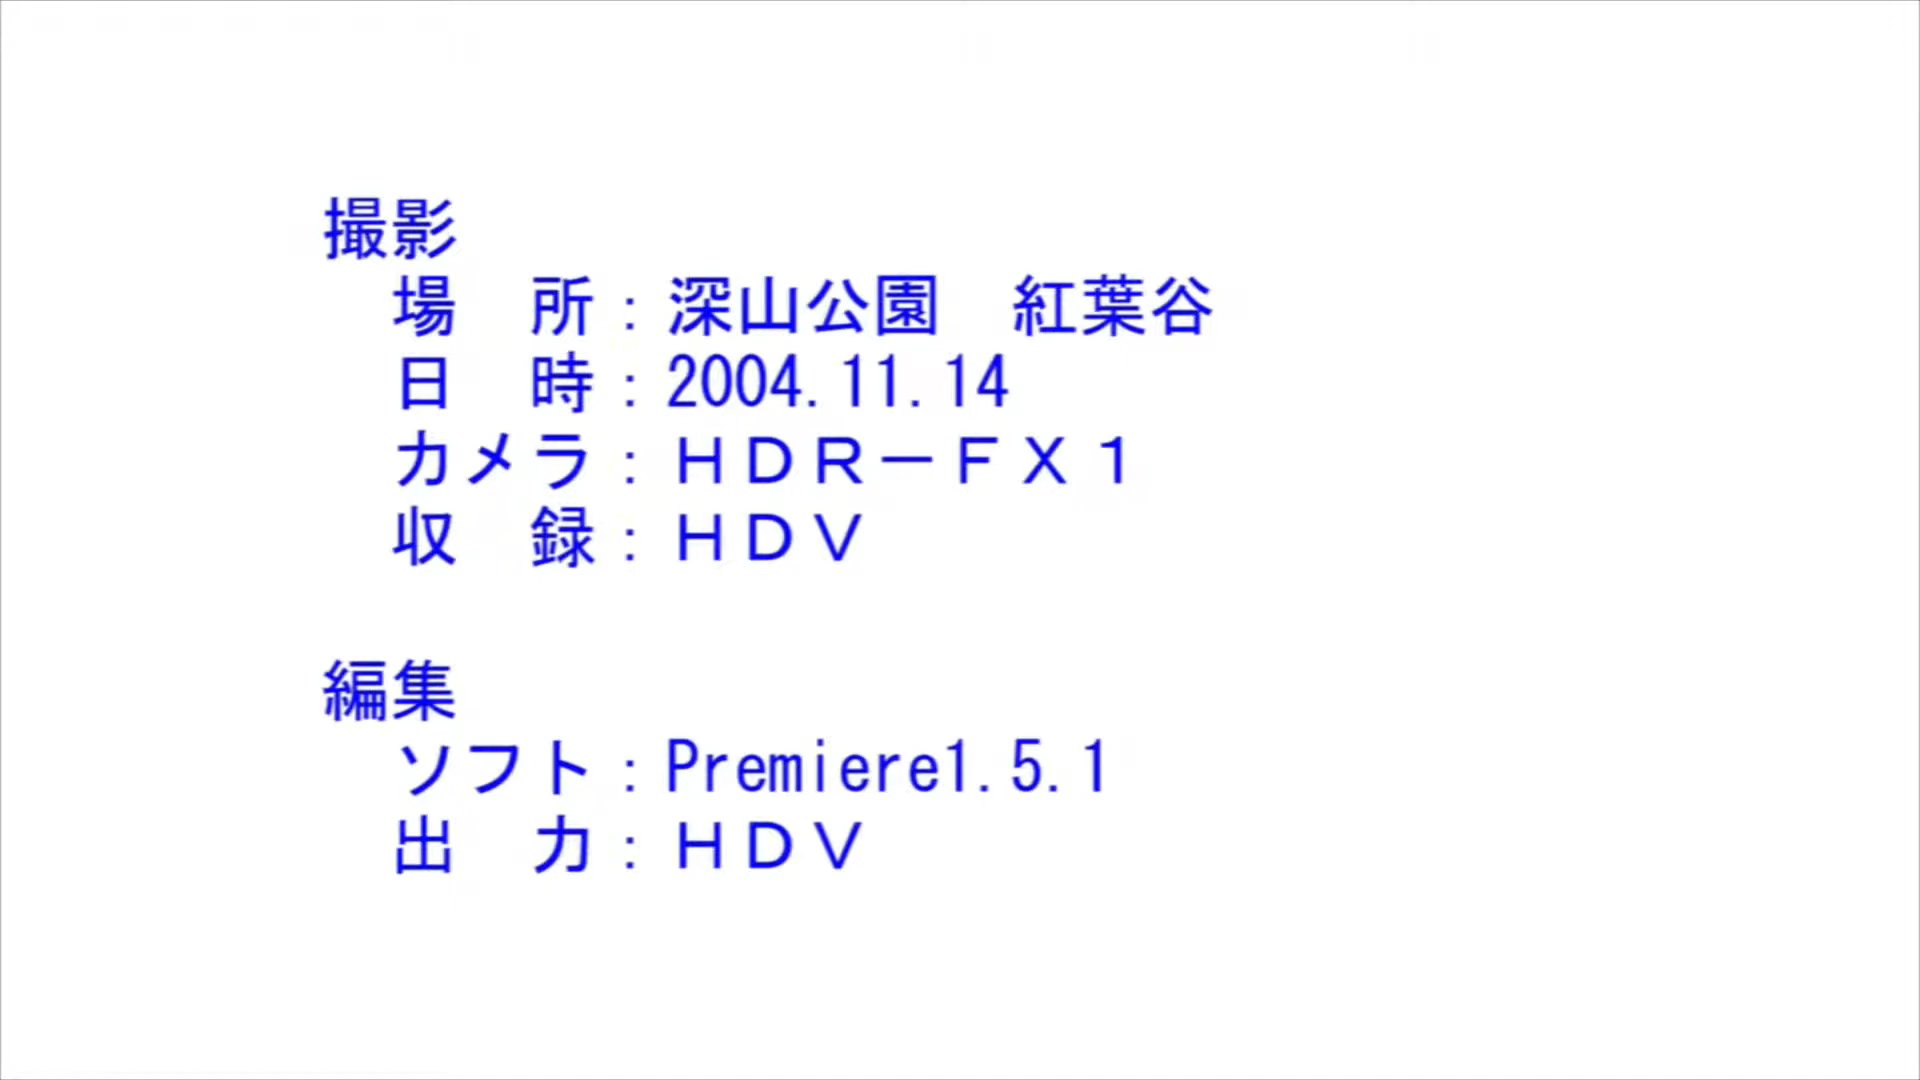 撮影
場　所：深山公園　紅葉谷
日　時：2004.11.14
カメラ：ＨＤＲ－ＦＸ１
収　録：ＨＤＶ
編集
ソフト：Premiere1.5.1
出　力：ＨＤＶ